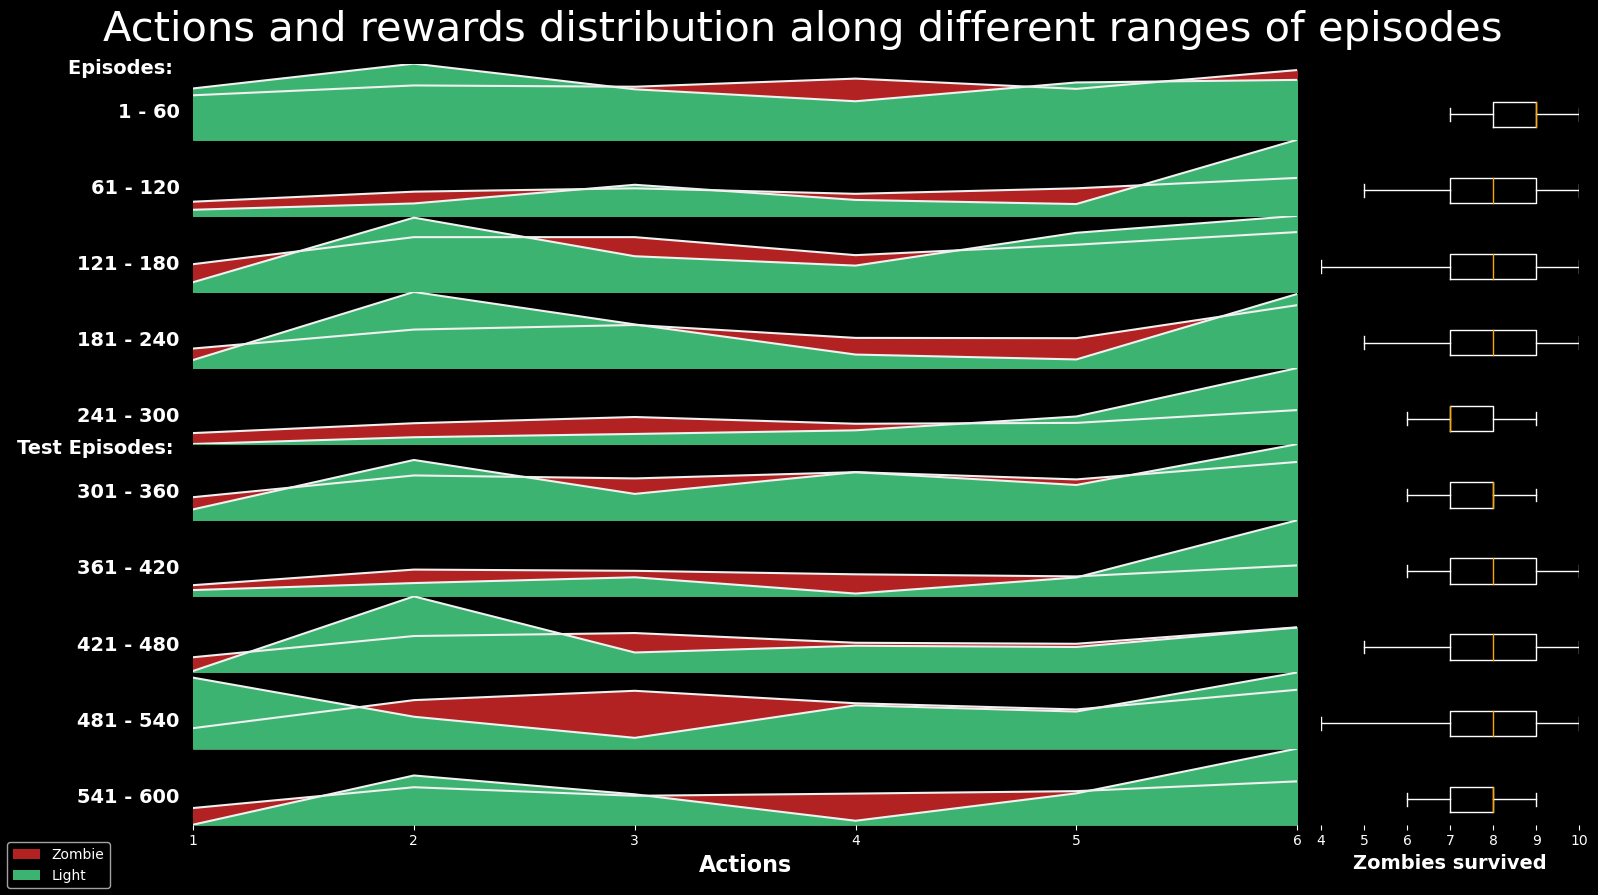 Actions and rewards distribution along different ranges of episodes
Episodes:
1 - 60
61 - 120
121 - 180
181 - 240
241 - 300
Test Episodes:
301 - 360
361 - 420
421 - 480
481 - 540
541 - 600
1 2 3 4 5 6
4 5 6 7 8 9 10
Actions
Zombies survived
Zombie
Light